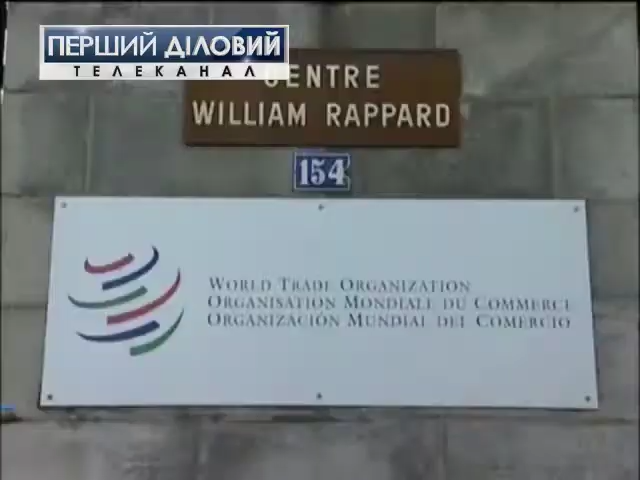 ПЕРШИЙ ДІЛОВИЙ
ТЕЛЕКАНАЛ
CENTRE
WILLIAM RAPPARD
154
WORLD TRADE ORGANIZATION
ORGANISATION MONDIALE DU COMMERCE
ORGANIZACIÓN MUNDIAL DEL COMERCIO